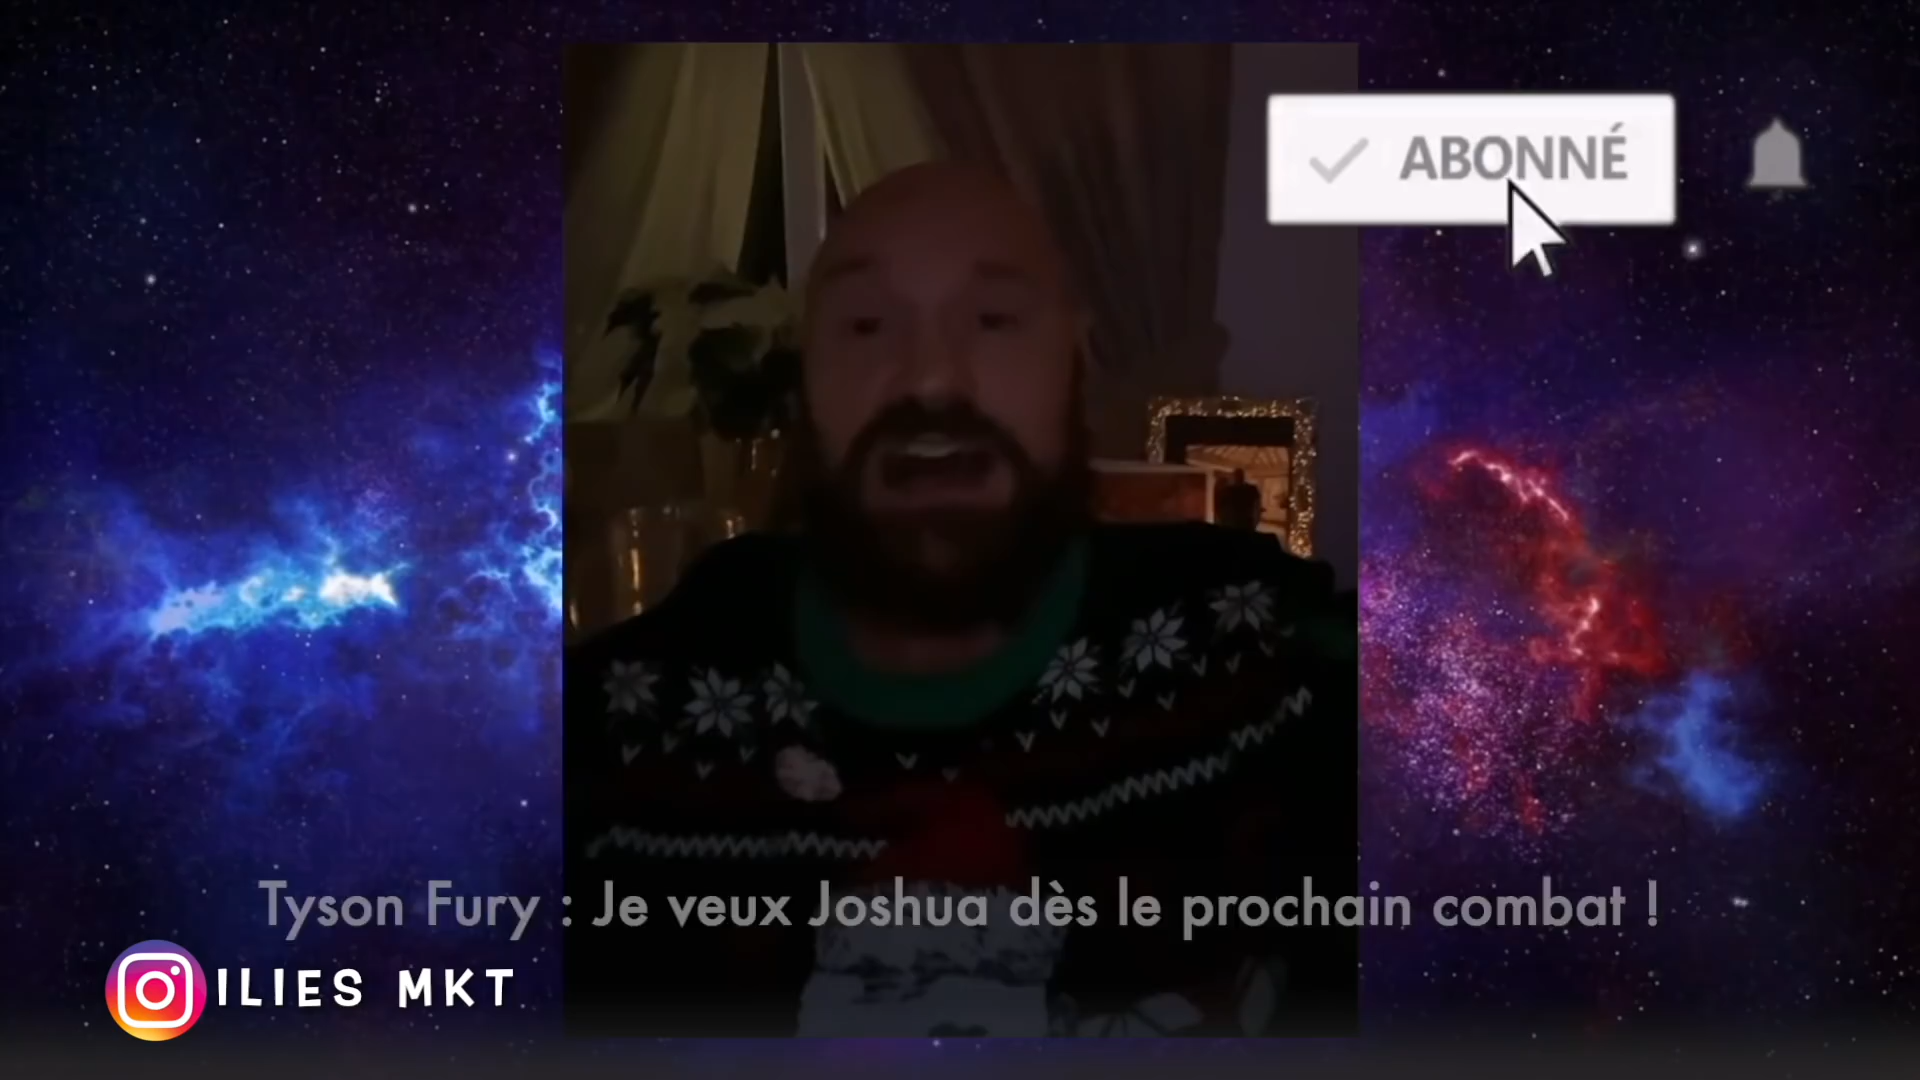 ABONNÉ
Tyson Fury : Je veux Joshua dès le prochain combat !
ILIES MKT